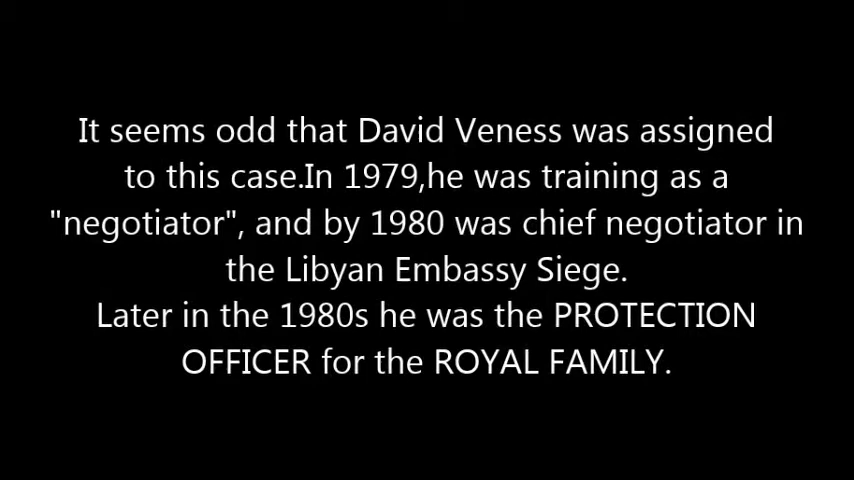 It seems odd that David Veness was assigned
to this case.In 1979,he was training as a
"negotiator", and by 1980 was chief negotiator in
the Libyan Embassy Siege.
Later in the 1980s he was the PROTECTION
OFFICER for the ROYAL FAMILY.